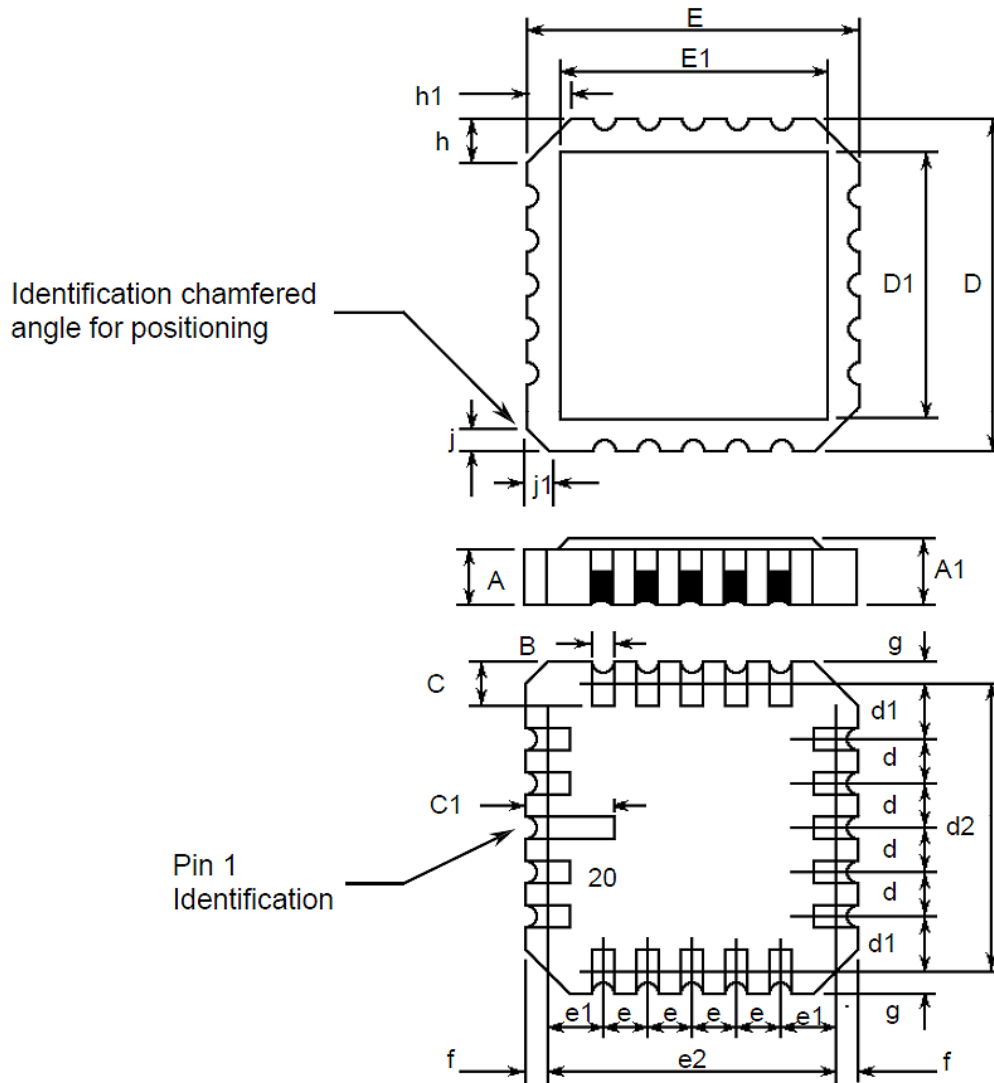 E
E1
h1
h
D1
D
Identification chamfered
angle for positioning
j
j1
A
A1
B
g
C
d1
d
C1
d
d2
d
Pin 1
Identification
20
d
d1
e1
e
e
e
e
e1
g
f
e2
f